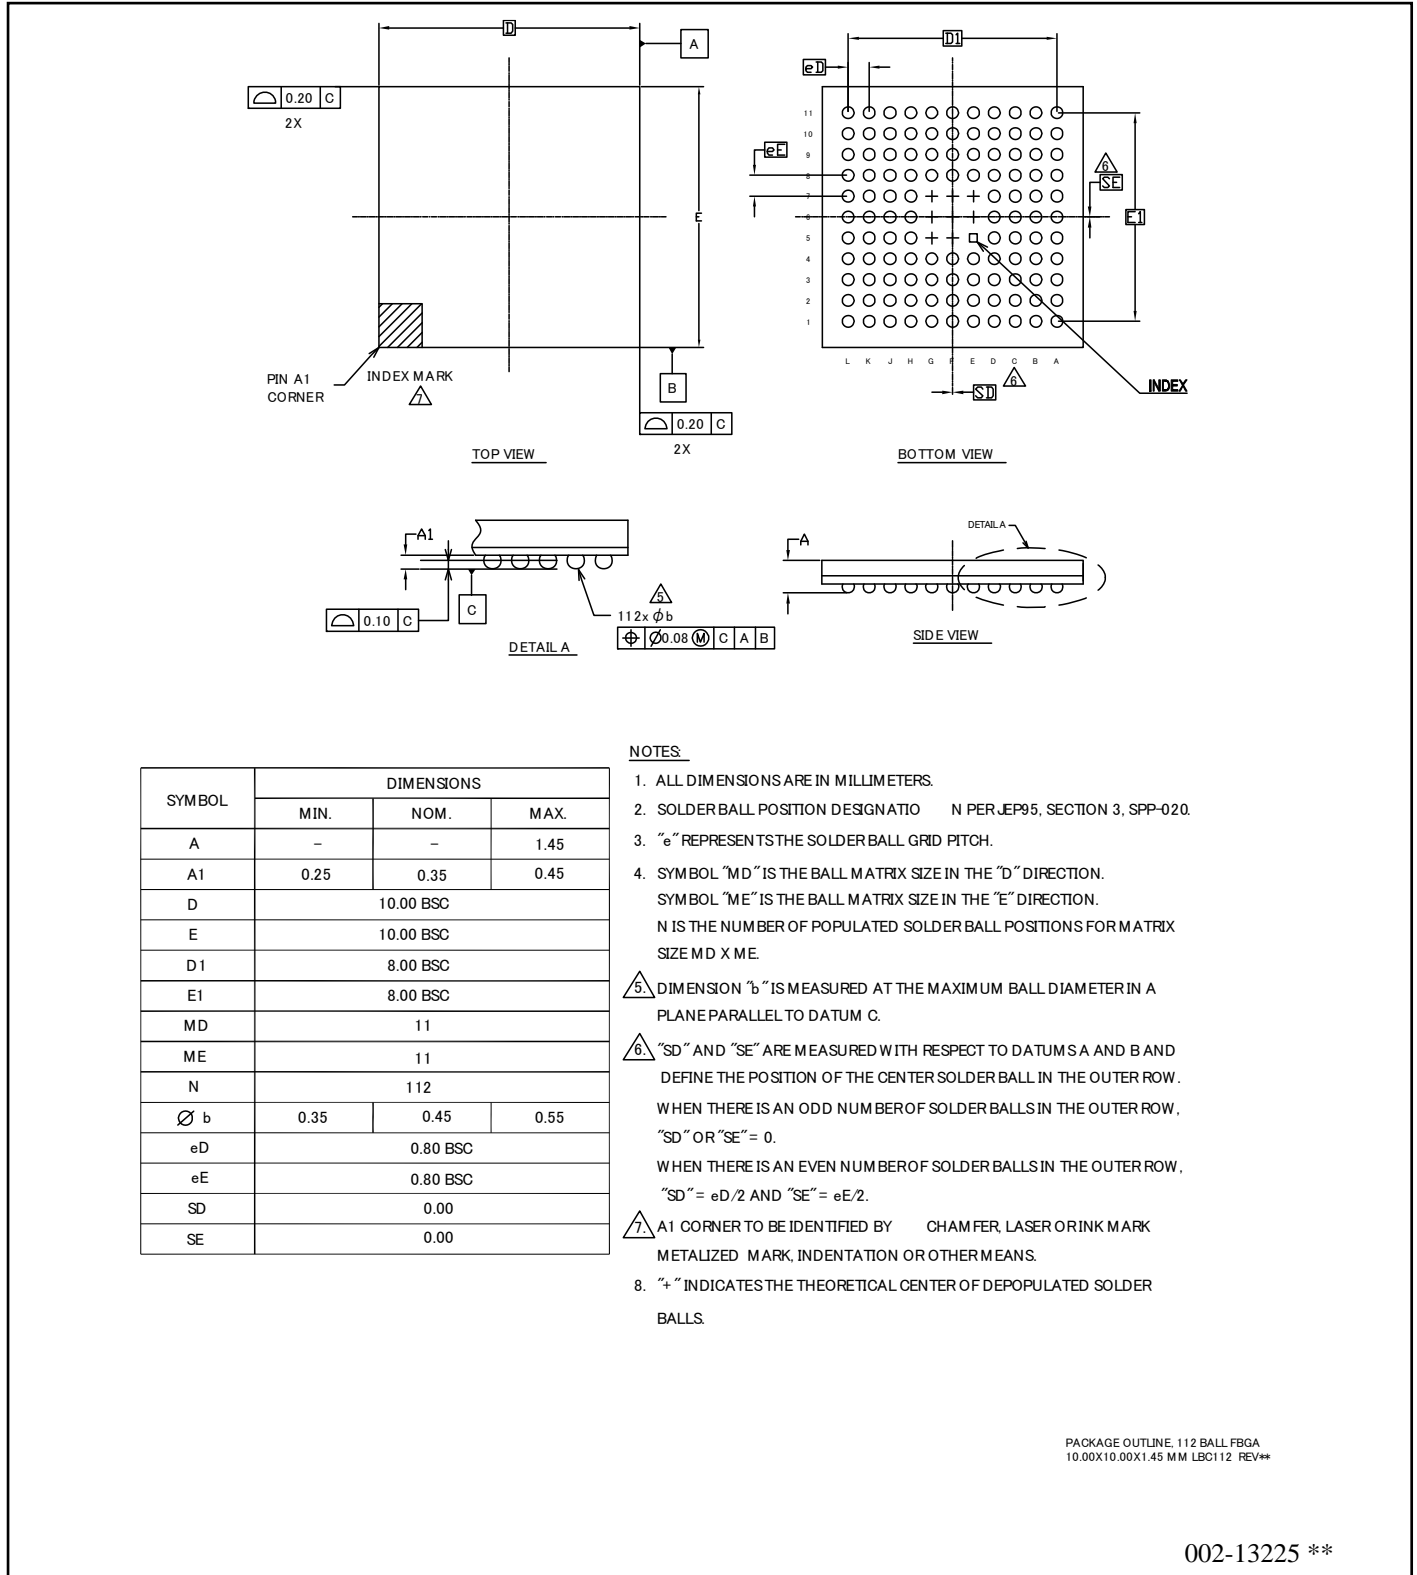 D
A
0.20 C
2X
E
PIN A1
CORNER
INDEX MARK
7
B
0.20 C
2X
TOP VIEW
D1
eD
11
10
9
8
7
6
5
4
3
2
1
eE
6
SE
E1
L K J H G F E D C B A
6
SD
INDEX
BOTTOM VIEW
A1
0.10 C
C
5
112x ϕb
⌖ Ø0.08 Ⓜ C A B
DETAIL A
A
DETAIL A
SIDE VIEW
SYMBOL DIMENSIONS
MIN. NOM. MAX.
A – – 1.45
A1 0.25 0.35 0.45
D 10.00 BSC
E 10.00 BSC
D1 8.00 BSC
E1 8.00 BSC
MD 11
ME 11
N 112
Ø b 0.35 0.45 0.55
eD 0.80 BSC
eE 0.80 BSC
SD 0.00
SE 0.00
NOTES:
1. ALL DIMENSIONS ARE IN MILLIMETERS.
2. SOLDER BALL POSITION DESIGNATIO N PER JEP95, SECTION 3, SPP-020.
3. "e" REPRESENTS THE SOLDER BALL GRID PITCH.
4. SYMBOL "MD" IS THE BALL MATRIX SIZE IN THE "D" DIRECTION.
SYMBOL "ME" IS THE BALL MATRIX SIZE IN THE "E" DIRECTION.
N IS THE NUMBER OF POPULATED SOLDER BALL POSITIONS FOR MATRIX
SIZE MD X ME.
5. DIMENSION "b" IS MEASURED AT THE MAXIMUM BALL DIAMETER IN A
PLANE PARALLEL TO DATUM C.
6. "SD" AND "SE" ARE MEASURED WITH RESPECT TO DATUMS A AND B AND
DEFINE THE POSITION OF THE CENTER SOLDER BALL IN THE OUTER ROW.
WHEN THERE IS AN ODD NUMBER OF SOLDER BALLS IN THE OUTER ROW,
"SD" OR "SE" = 0.
WHEN THERE IS AN EVEN NUMBER OF SOLDER BALLS IN THE OUTER ROW,
"SD" = eD/2 AND "SE" = eE/2.
7. A1 CORNER TO BE IDENTIFIED BY CHAMFER, LASER OR INK MARK
METALIZED MARK, INDENTATION OR OTHER MEANS.
8. "+" INDICATES THE THEORETICAL CENTER OF DEPOPULATED SOLDER
BALLS.
PACKAGE OUTLINE, 112 BALL FBGA
10.00X10.00X1.45 MM LBC112 REV**
002-13225 **